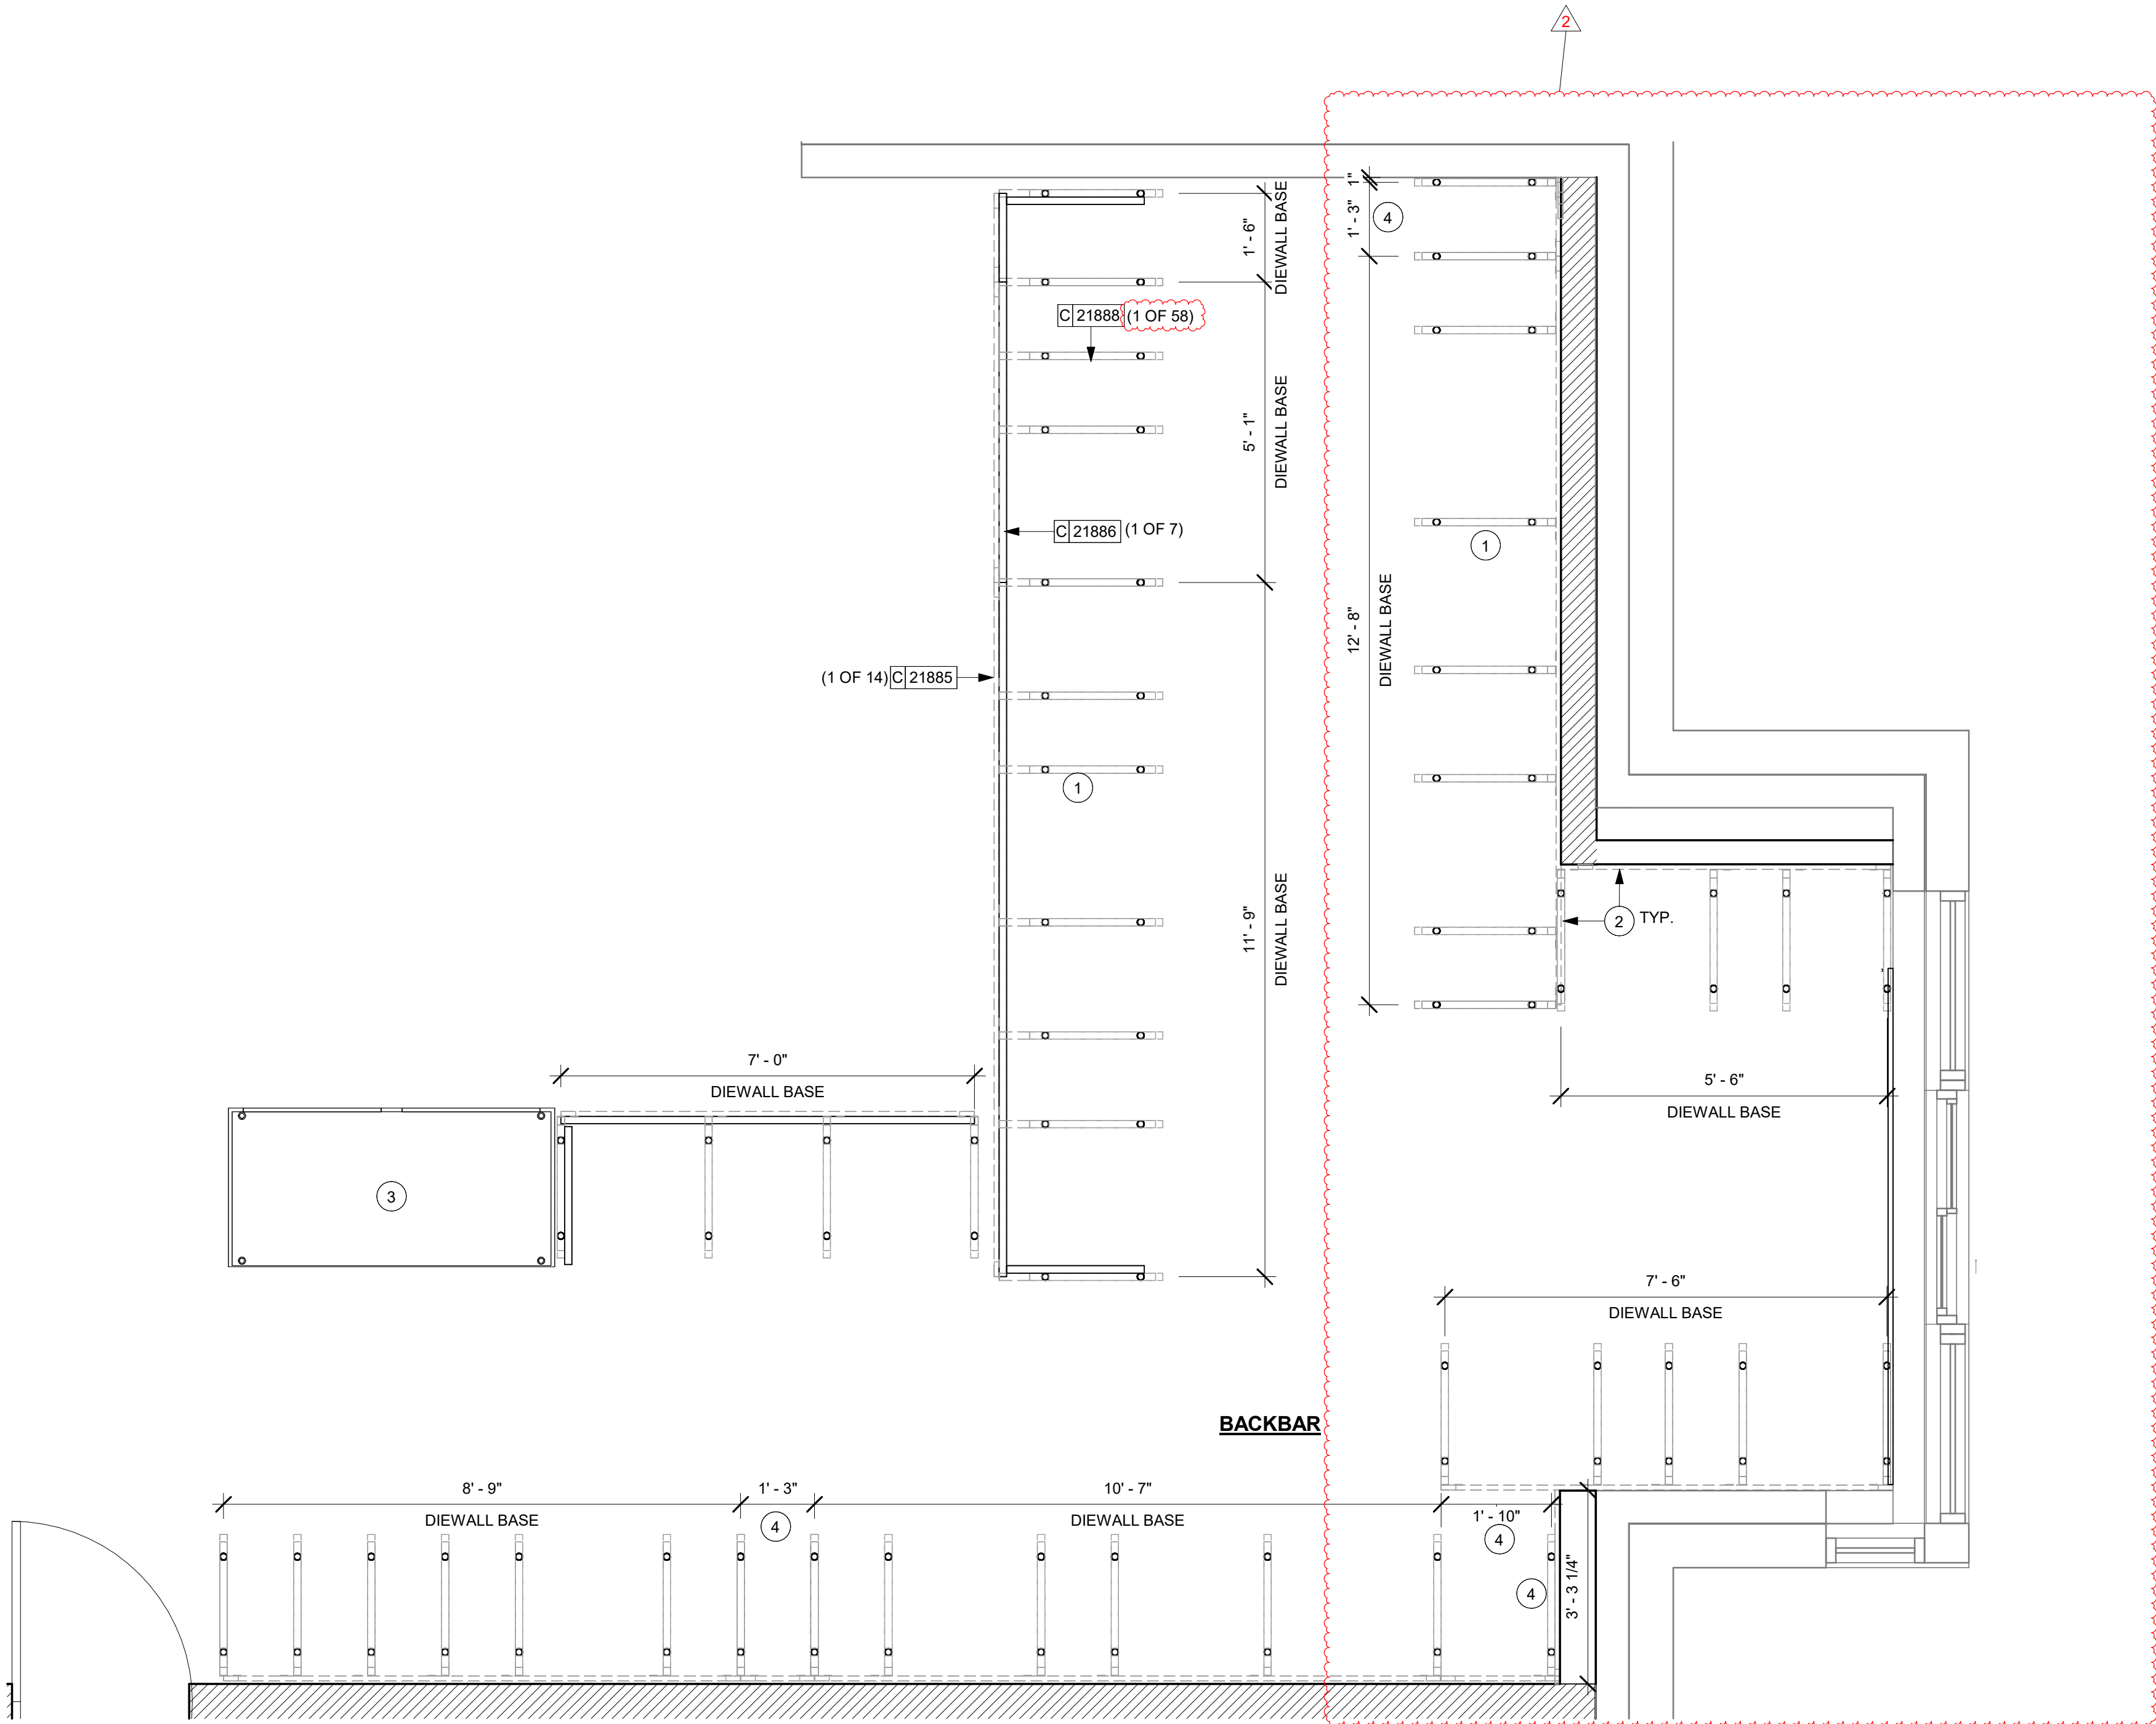 2
1"
1' - 3"
4
1' - 6"
DIEWALL BASE
C 21888 (1 OF 58)
5' - 1"
DIEWALL BASE
C 21886 (1 OF 7)
1
12' - 8"
DIEWALL BASE
(1 OF 14) C 21885
1
11' - 9"
DIEWALL BASE
2 TYP.
7' - 0"
DIEWALL BASE
5' - 6"
DIEWALL BASE
3
7' - 6"
DIEWALL BASE
BACKBAR
8' - 9"
DIEWALL BASE
1' - 3"
4
10' - 7"
DIEWALL BASE
1' - 10"
4
4
3' - 3 1/4"